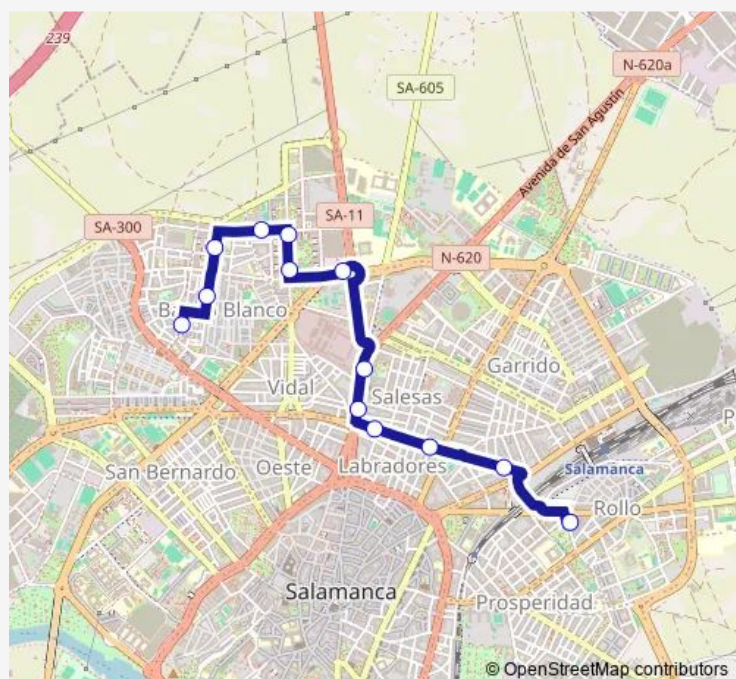 239
N-620a
SA-605
Avenida de San Agustín
SA-11
SA-300
N-620
Blanco
Garrido
Vidal
Salesas
San Bernardo
Oeste
Labradores
Salamanca
Rollo
Salamanca
Prosperidad
© OpenStreetMap contributors